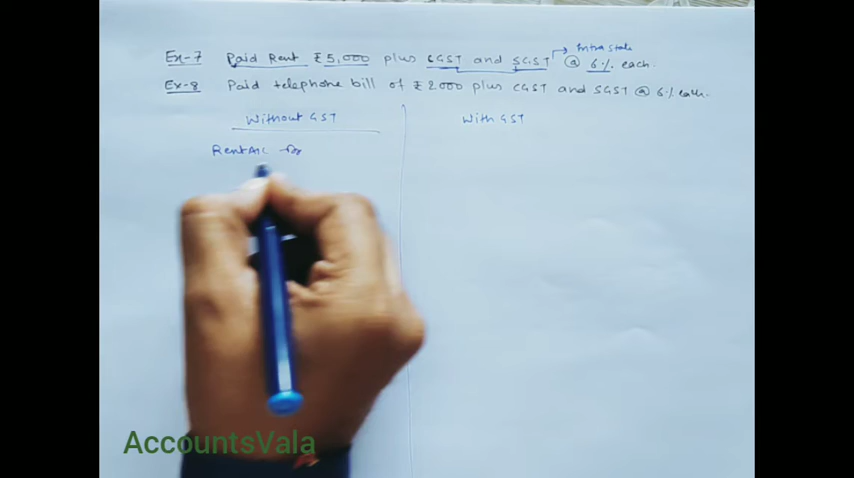 Intra State
Ex-7 Paid Rent ₹5,000 plus CGST and SGST @ 6% each.
Ex-8 Paid telephone bill of ₹2000 plus CGST and SGST @ 6% each.
Without GST
With GST
Rent A/c Dr
AccountsVala